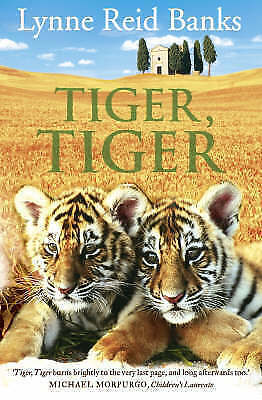 Lynne Reid Banks
TIGER,
TIGER
'Tiger, Tiger burns brightly to the very last page, and long afterwards too.'
MICHAEL MORPURGO, Children's Laureate